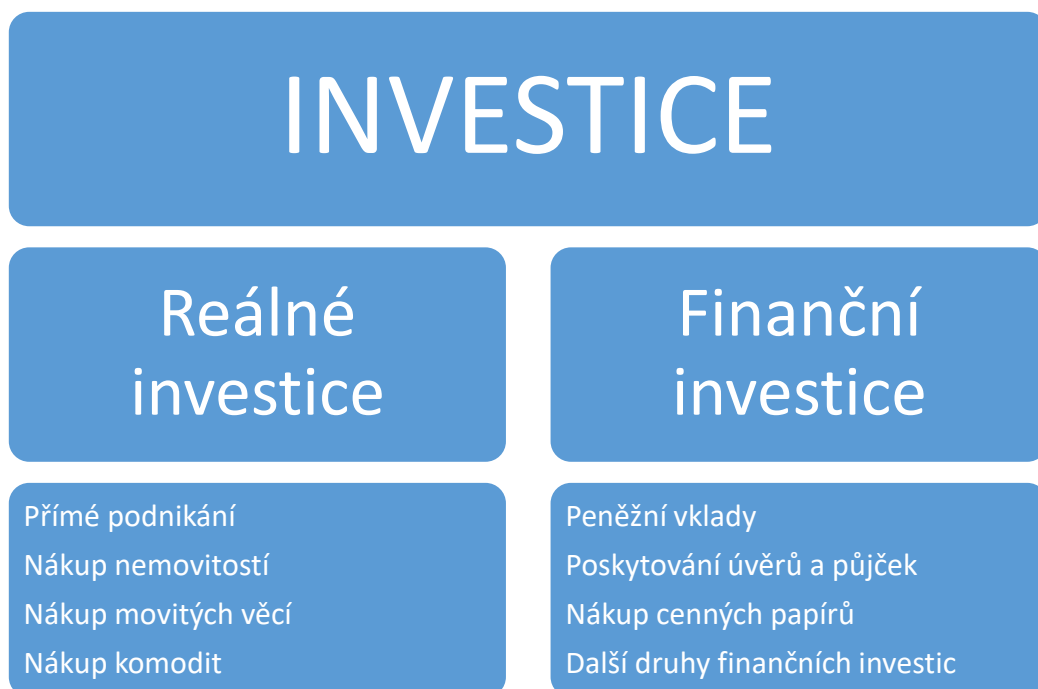 INVESTICE
Reálné
investice
Finanční
investice
Přímé podnikání
Nákup nemovitostí
Nákup movitých věcí
Nákup komodit
Peněžní vklady
Poskytování úvěrů a půjček
Nákup cenných papírů
Další druhy finančních investic